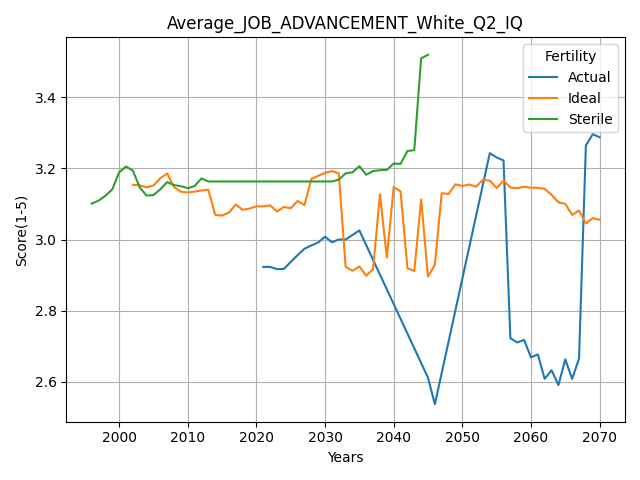 Average_JOB_ADVANCEMENT_White_Q2_IQ
Fertility
Actual
Ideal
Sterile
Score(1-5)
3.4
3.2
3.0
2.8
2.6
2000
2010
2020
2030
2040
2050
2060
2070
Years